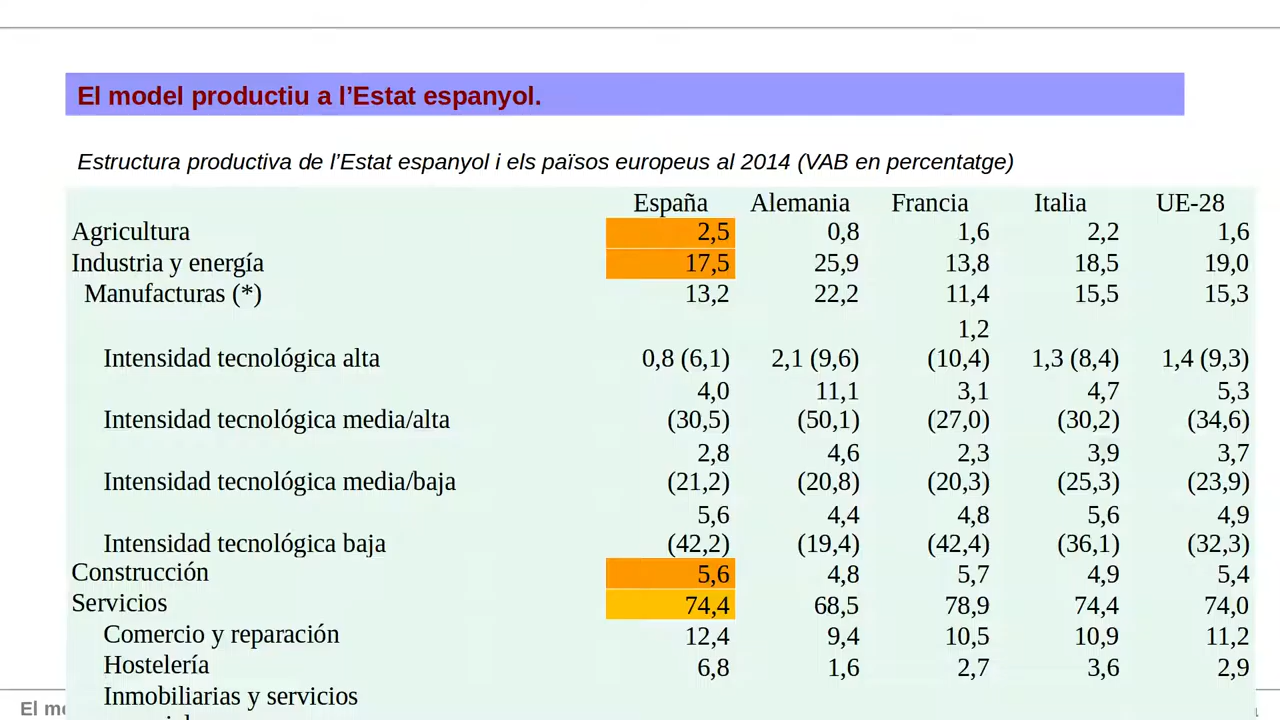 El model productiu a l’Estat espanyol.
Estructura productiva de l’Estat espanyol i els països europeus al 2014 (VAB en percentatge)
España Alemania Francia Italia UE-28
Agricultura 2,5 0,8 1,6 2,2 1,6
Industria y energía 17,5 25,9 13,8 18,5 19,0
Manufacturas (*) 13,2 22,2 11,4 15,5 15,3
1,2
Intensidad tecnológica alta 0,8 (6,1) 2,1 (9,6) (10,4) 1,3 (8,4) 1,4 (9,3)
4,0 11,1 3,1 4,7 5,3
Intensidad tecnológica media/alta (30,5) (50,1) (27,0) (30,2) (34,6)
2,8 4,6 2,3 3,9 3,7
Intensidad tecnológica media/baja (21,2) (20,8) (20,3) (25,3) (23,9)
5,6 4,4 4,8 5,6 4,9
Intensidad tecnológica baja (42,2) (19,4) (42,4) (36,1) (32,3)
Construcción 5,6 4,8 5,7 4,9 5,4
Servicios 74,4 68,5 78,9 74,4 74,0
Comercio y reparación 12,4 9,4 10,5 10,9 11,2
Hostelería 6,8 1,6 2,7 3,6 2,9
Inmobiliarias y servicios
El